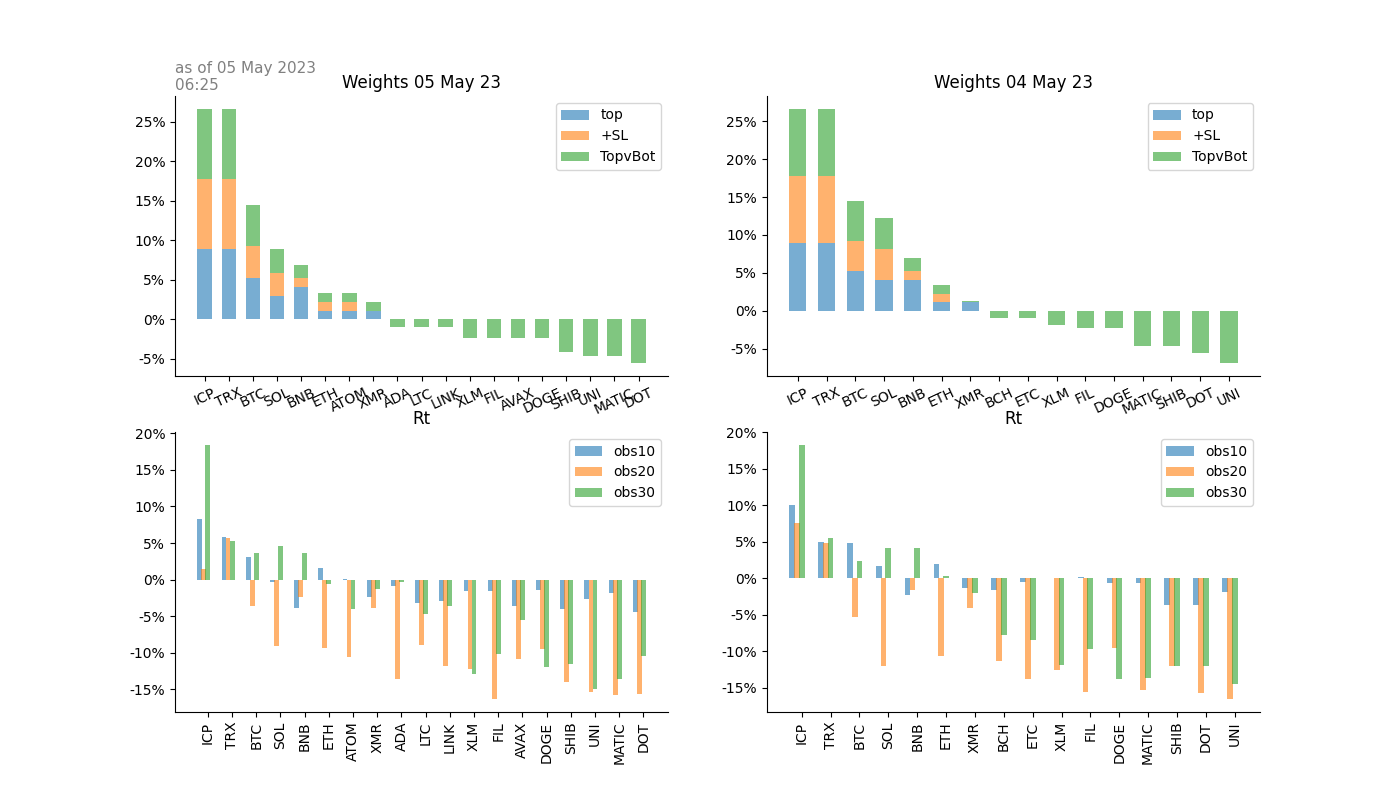 as of 05 May 2023
06:25
Weights 05 May 23
25%
20%
15%
10%
5%
0%
-5%
top
+SL
TopvBot
ICP TRX BTC SOL BNB ETH ATOM XMR ADA LTC LINK XLM FIL AVAX DOGE SHIB UNI MATIC DOT
Weights 04 May 23
25%
20%
15%
10%
5%
0%
-5%
top
+SL
TopvBot
ICP TRX BTC SOL BNB ETH XMR BCH ETC XLM FIL DOGE MATIC SHIB DOT UNI
Rt
20%
15%
10%
5%
0%
-5%
-10%
-15%
obs10
obs20
obs30
ICP TRX BTC SOL BNB ETH ATOM XMR ADA LTC LINK XLM FIL AVAX DOGE SHIB UNI MATIC DOT
Rt
20%
15%
10%
5%
0%
-5%
-10%
-15%
obs10
obs20
obs30
ICP TRX BTC SOL BNB ETH XMR BCH ETC XLM FIL DOGE MATIC SHIB DOT UNI